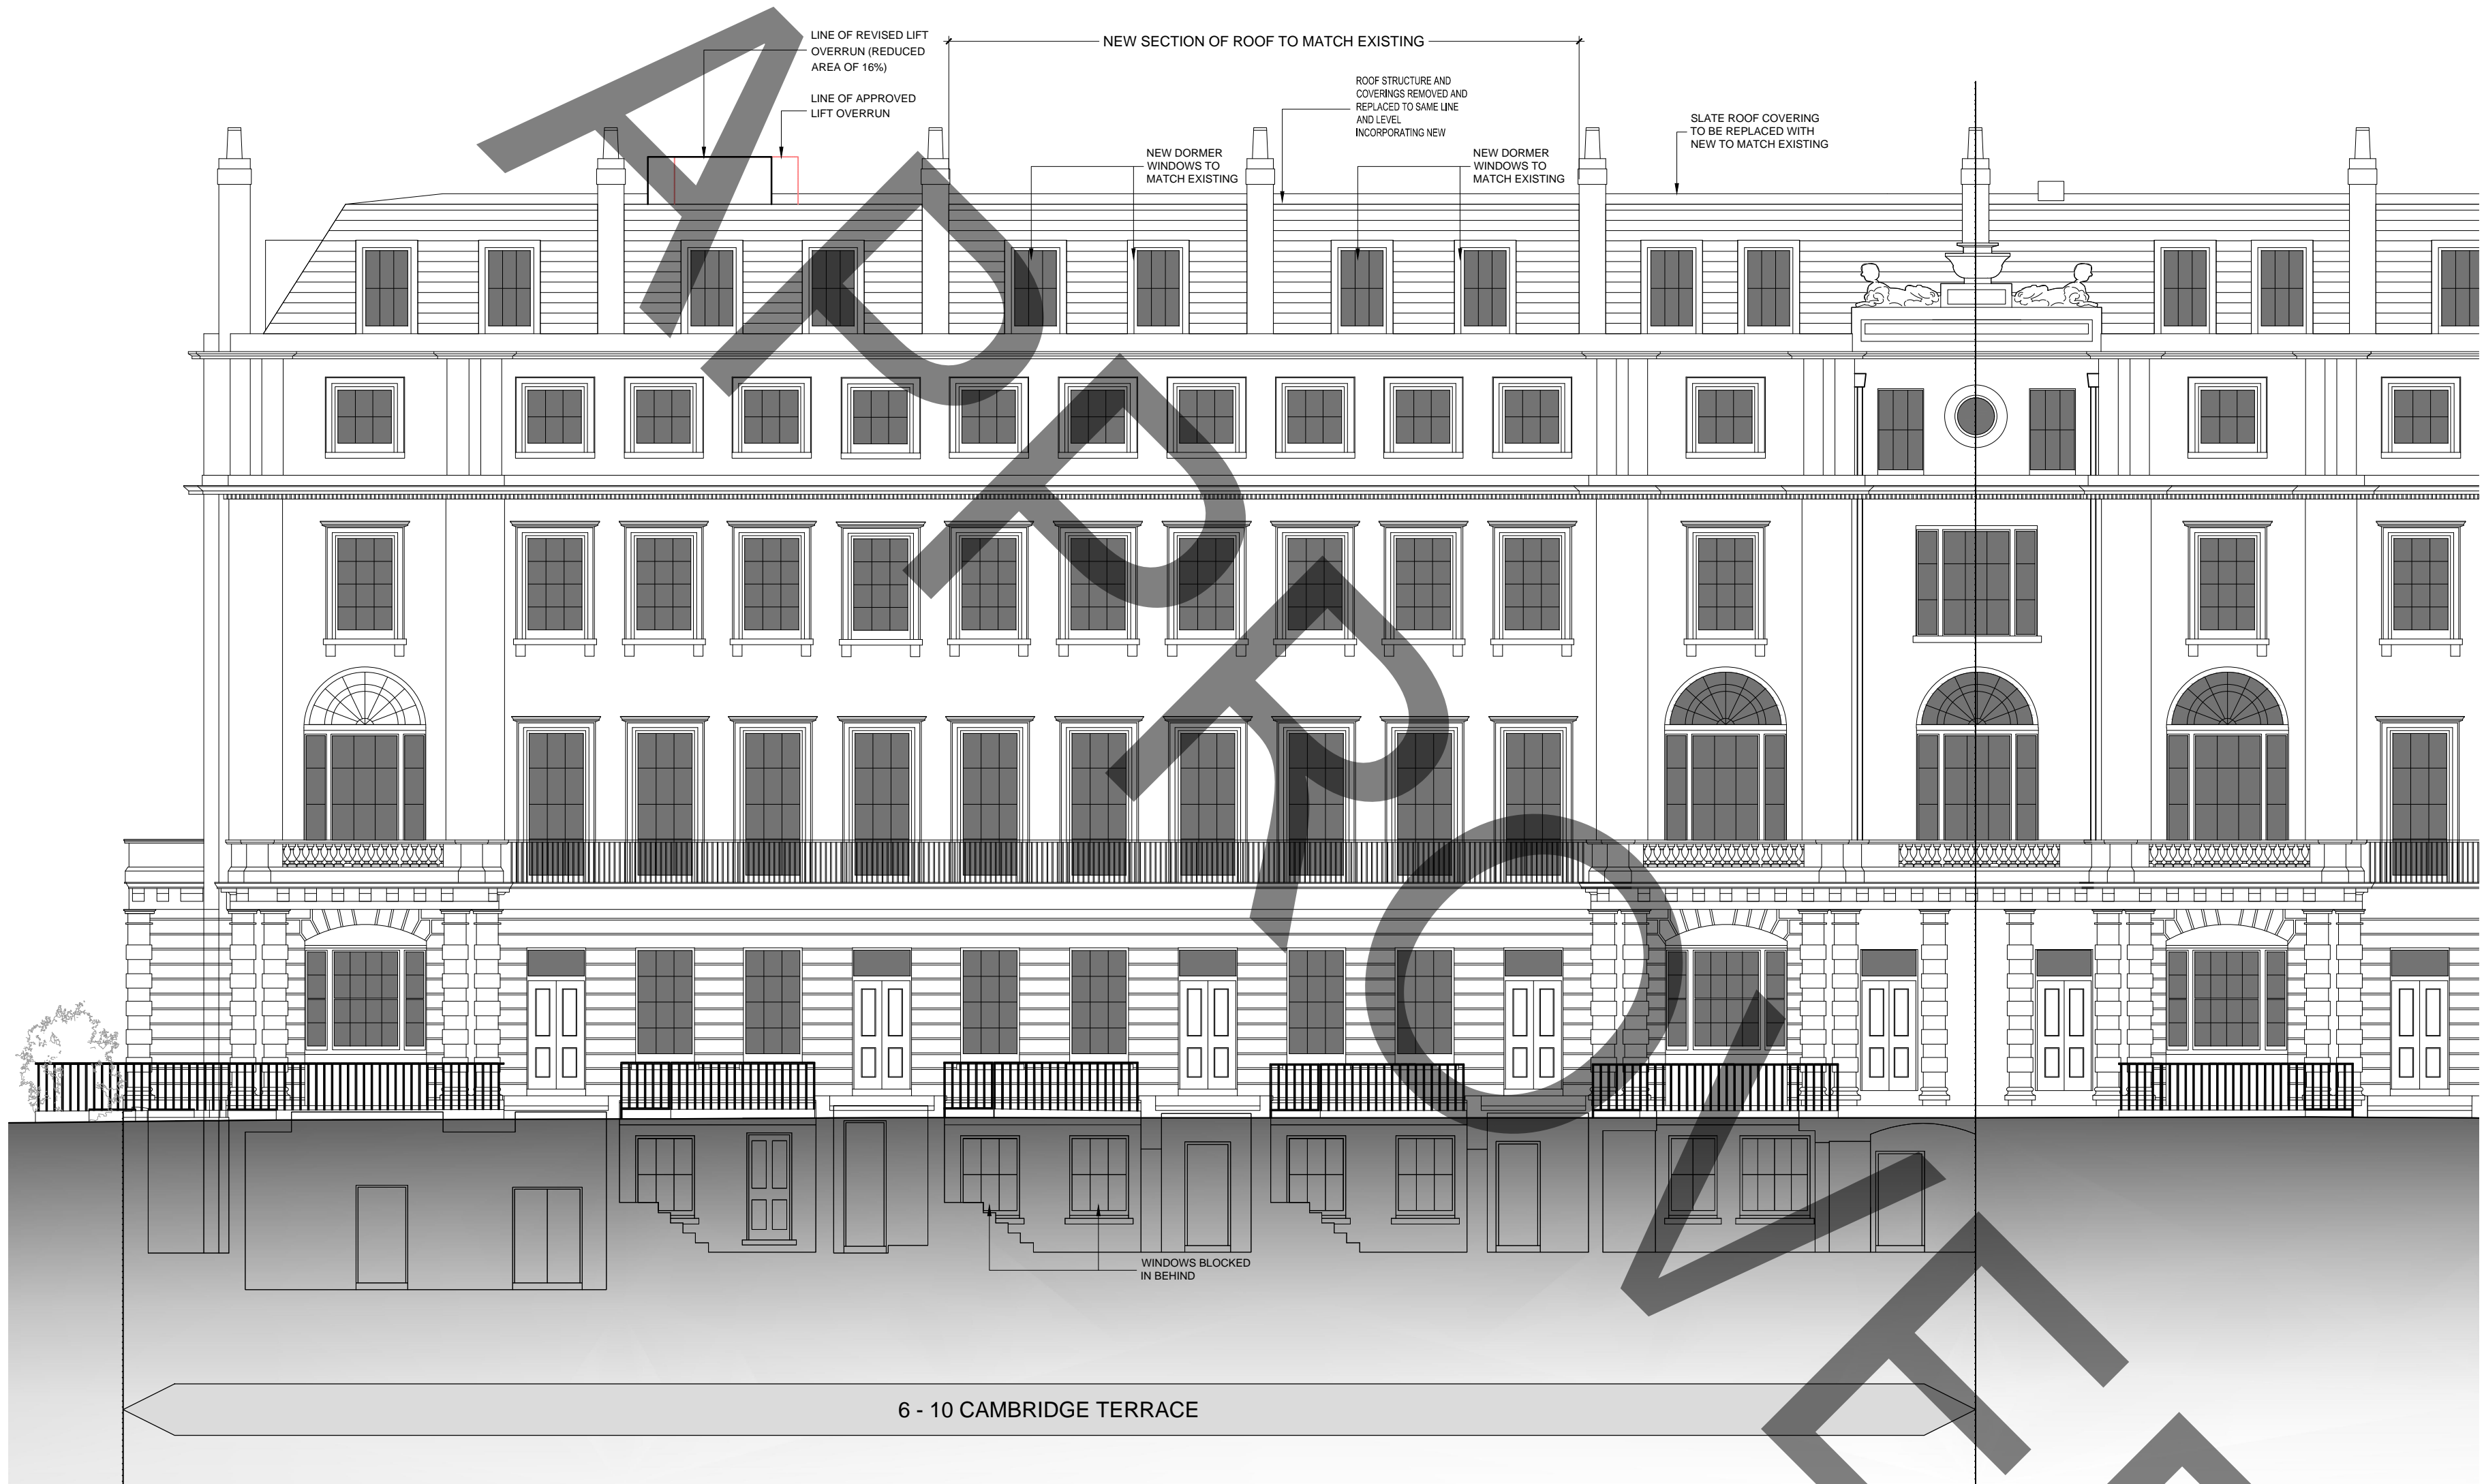 LINE OF REVISED LIFT
OVERRUN (REDUCED
AREA OF 16%)
LINE OF APPROVED
LIFT OVERRUN
NEW SECTION OF ROOF TO MATCH EXISTING
NEW DORMER
WINDOWS TO
MATCH EXISTING
ROOF STRUCTURE AND
COVERINGS REMOVED AND
REPLACED TO SAME LINE
AND LEVEL
INCORPORATING NEW
NEW DORMER
WINDOWS TO
MATCH EXISTING
SLATE ROOF COVERING
TO BE REPLACED WITH
NEW TO MATCH EXISTING
WINDOWS BLOCKED
IN BEHIND
6 - 10 CAMBRIDGE TERRACE
APPROVE